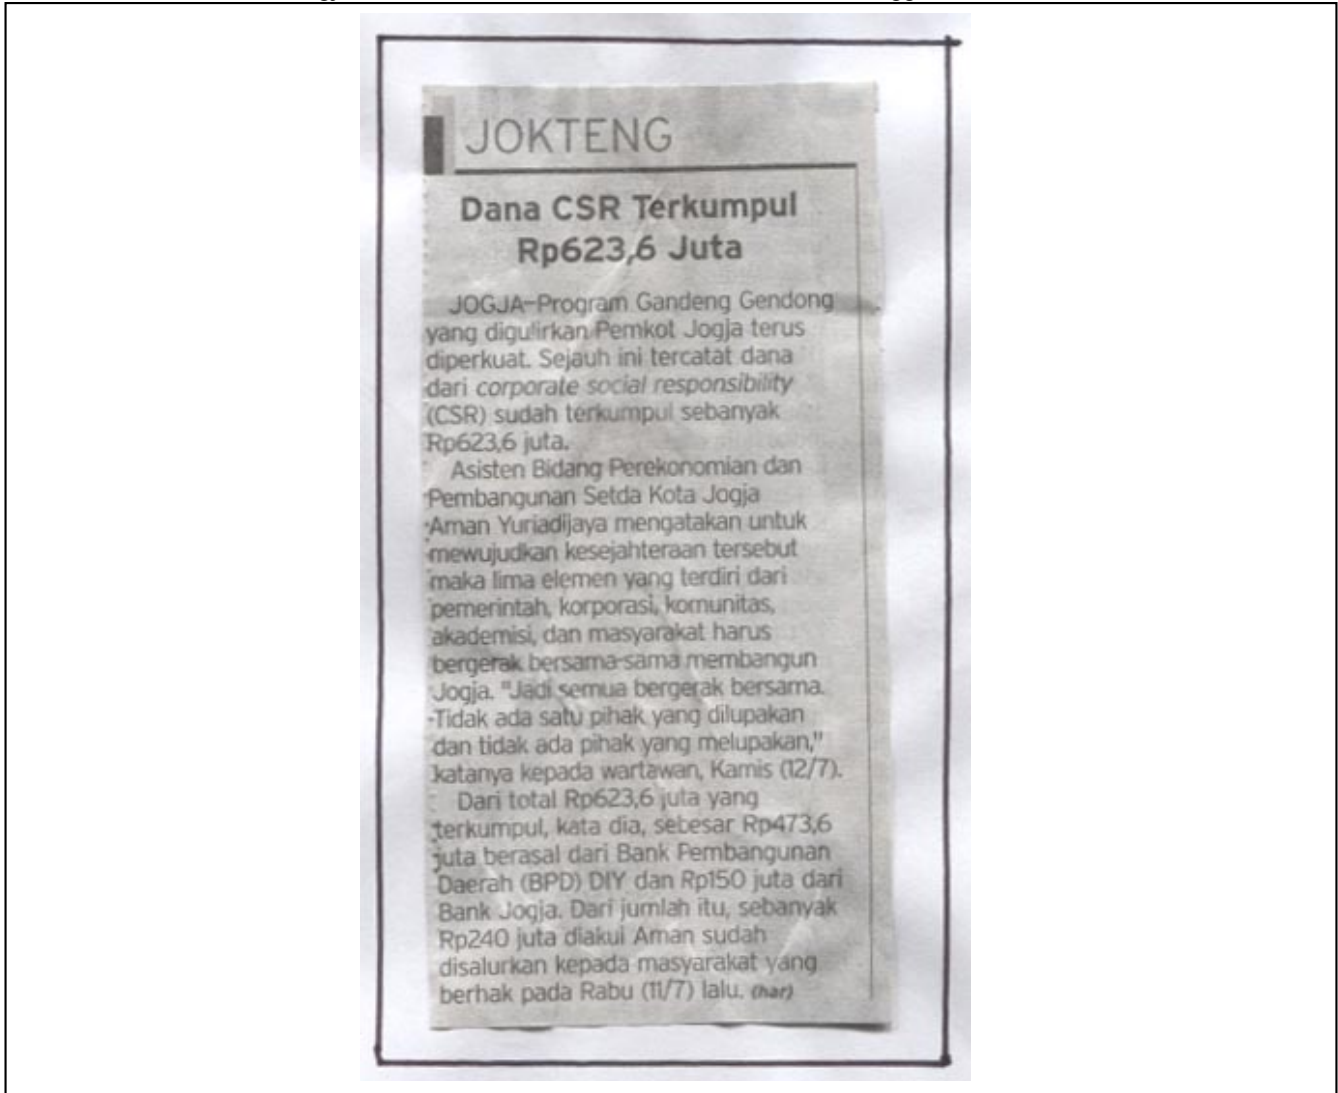 JOKTENG
Dana CSR Terkumpul
Rp623,6 Juta
JOGJA–Program Gandeng Gendong
yang digulirkan Pemkot Jogja terus
diperkuat. Sejauh ini tercatat dana
dari corporate social responsibility
(CSR) sudah terkumpul sebanyak
Rp623,6 juta.
Asisten Bidang Perekonomian dan
Pembangunan Setda Kota Jogja
Aman Yuriadijaya mengatakan untuk
mewujudkan kesejahteraan tersebut
maka lima elemen yang terdiri dari
pemerintah, korporasi, komunitas,
akademisi, dan masyarakat harus
bergerak bersama-sama membangun
Jogja. "Jadi semua bergerak bersama.
Tidak ada satu pihak yang dilupakan
dan tidak ada pihak yang melupakan,"
katanya kepada wartawan, Kamis (12/7).
Dari total Rp623,6 juta yang
terkumpul, kata dia, sebesar Rp473,6
juta berasal dari Bank Pembangunan
Daerah (BPD) DIY dan Rp150 juta dari
Bank Jogja. Dari jumlah itu, sebanyak
Rp240 juta diakui Aman sudah
disalurkan kepada masyarakat yang
berhak pada Rabu (11/7) lalu. (har)